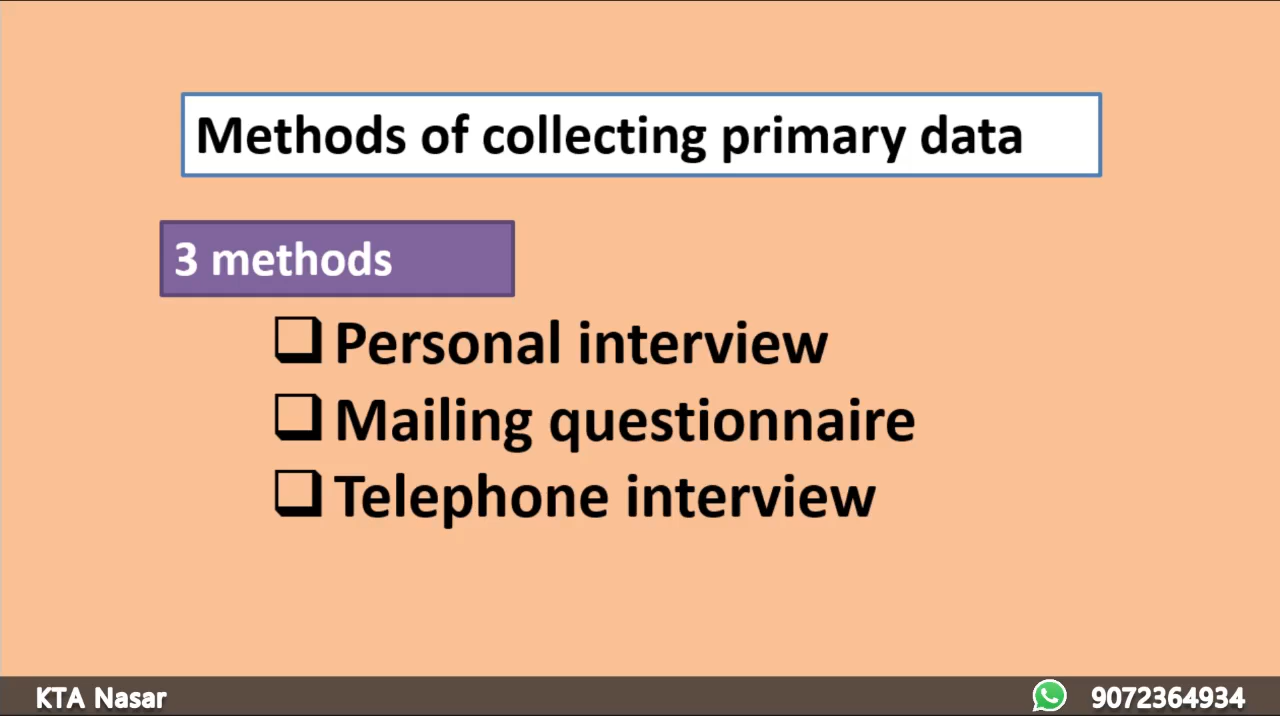 Methods of collecting primary data
3 methods
Personal interview
Mailing questionnaire
Telephone interview
KTA Nasar
9072364934